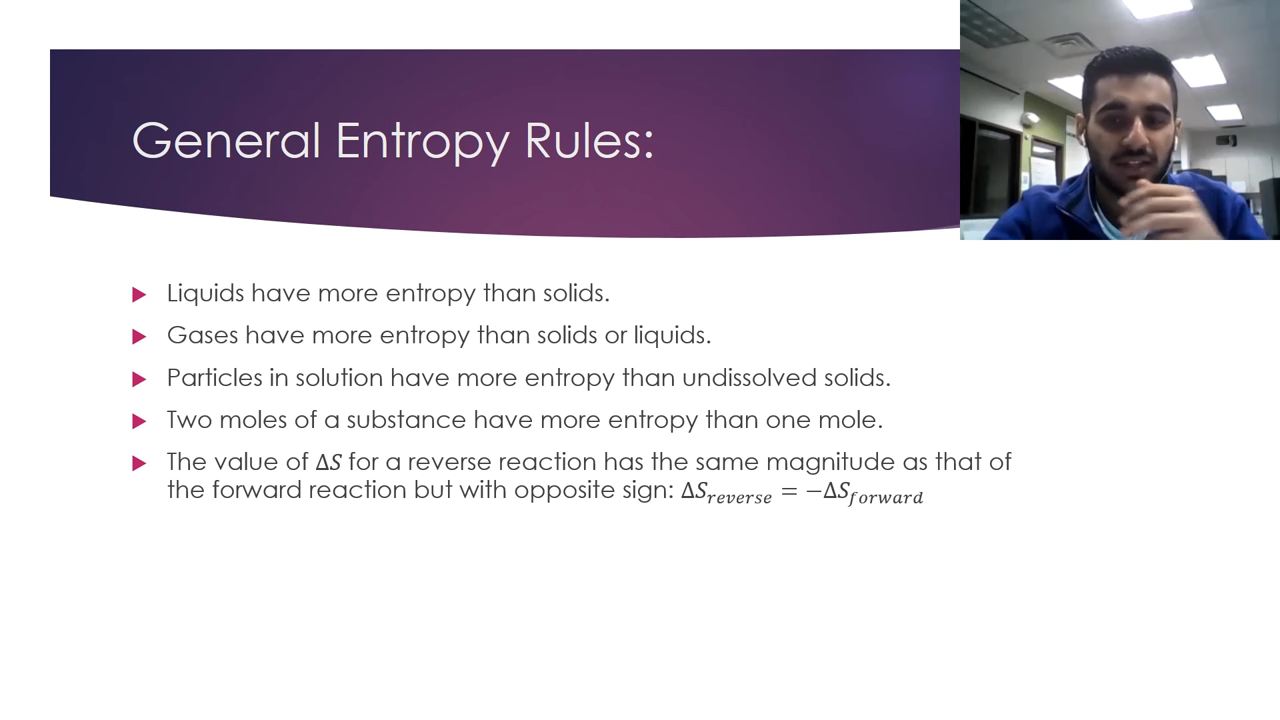 General Entropy Rules:
Liquids have more entropy than solids.
Gases have more entropy than solids or liquids.
Particles in solution have more entropy than undissolved solids.
Two moles of a substance have more entropy than one mole.
The value of Δ𝑆 for a reverse reaction has the same magnitude as that of
the forward reaction but with opposite sign: Δ𝑆ᵣₑᵥₑᵣₛₑ = −Δ𝑆_forward